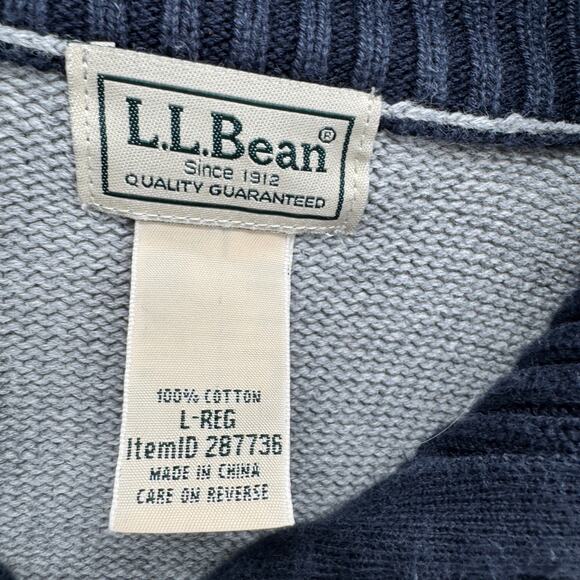 L.L.Bean®
Since 1912
QUALITY GUARANTEED
100% COTTON
L-REG
ItemID 287736
MADE IN CHINA
CARE ON REVERSE